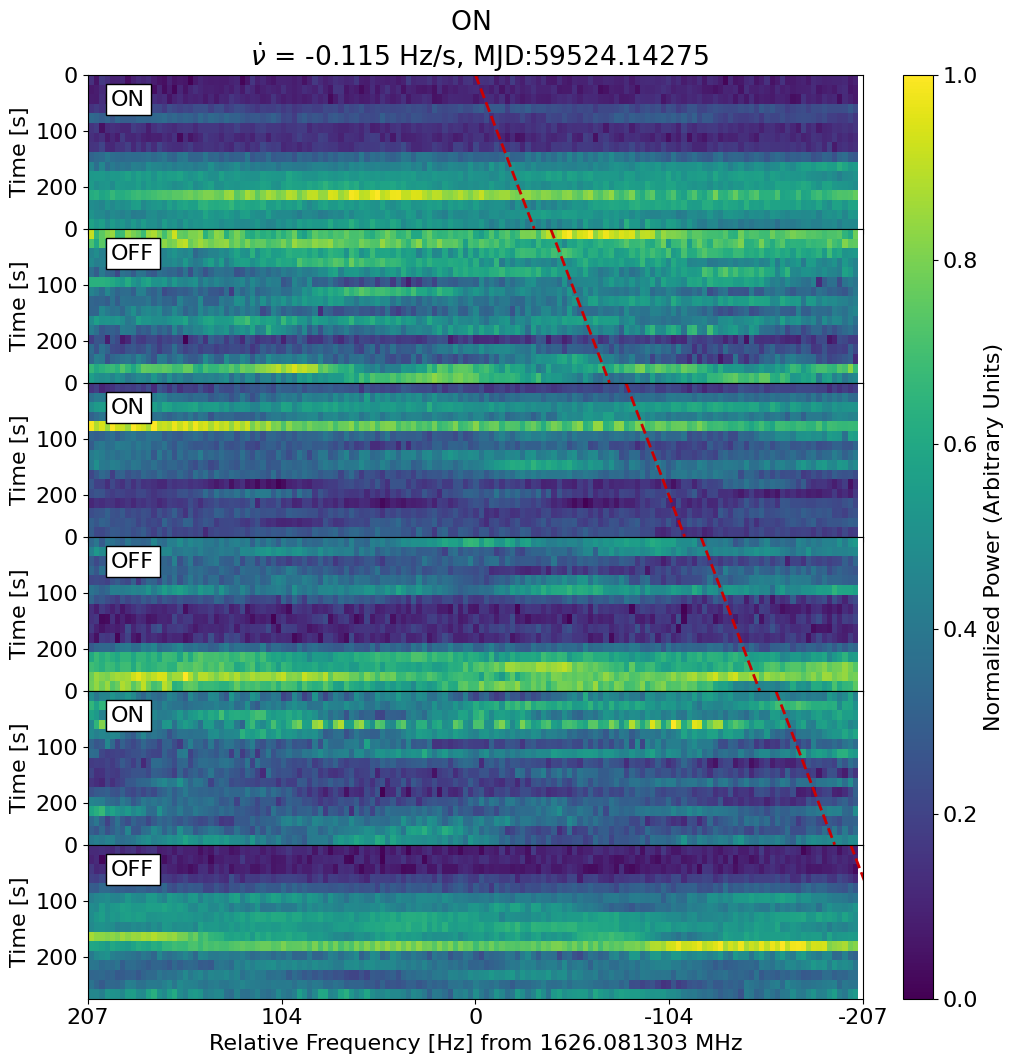 ON
ν̇ = -0.115 Hz/s, MJD:59524.14275
0
ON
100
200
Time [s]
0
OFF
100
200
Time [s]
0
ON
100
200
Time [s]
0
OFF
100
200
Time [s]
0
ON
100
200
Time [s]
0
OFF
100
200
Time [s]
207 104 0 -104 -207
Relative Frequency [Hz] from 1626.081303 MHz
1.0
0.8
0.6
0.4
0.2
0.0
Normalized Power (Arbitrary Units)